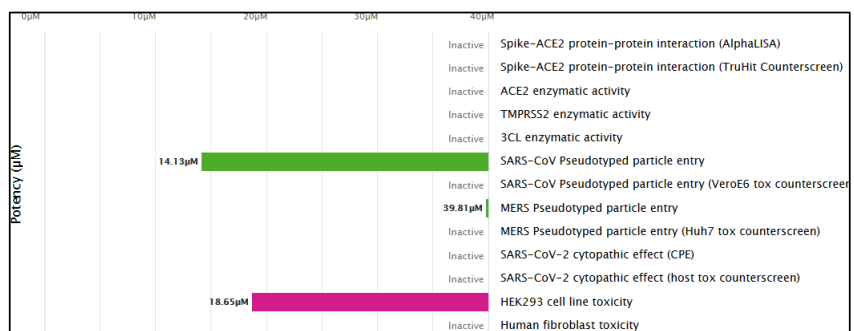 0μM 10μM 20μM 30μM 40μM
Potency (μM)
Inactive Spike-ACE2 protein-protein interaction (AlphaLISA)
Inactive Spike-ACE2 protein-protein interaction (TruHit Counterscreen)
Inactive ACE2 enzymatic activity
Inactive TMPRSS2 enzymatic activity
Inactive 3CL enzymatic activity
14.13μM SARS-CoV Pseudotyped particle entry
Inactive SARS-CoV Pseudotyped particle entry (VeroE6 tox counterscreen
39.81μM MERS Pseudotyped particle entry
Inactive MERS Pseudotyped particle entry (Huh7 tox counterscreen)
Inactive SARS-CoV-2 cytopathic effect (CPE)
Inactive SARS-CoV-2 cytopathic effect (host tox counterscreen)
18.65μM HEK293 cell line toxicity
Inactive Human fibroblast toxicity